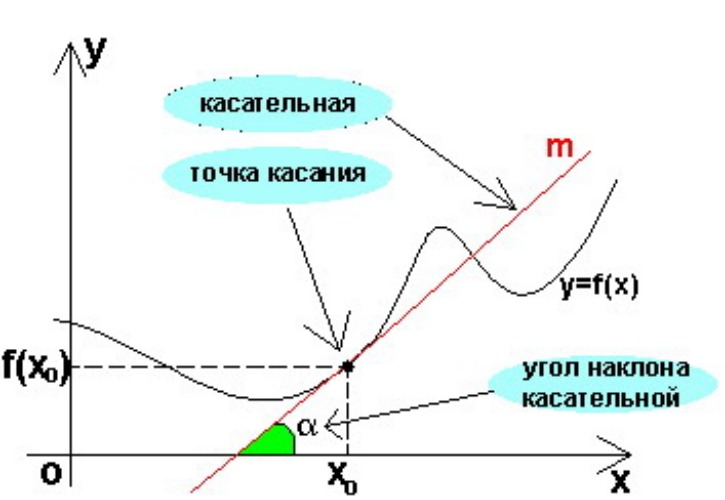 y
касательная
m
точка касания
y=f(x)
f(x₀)
угол наклона
касательной
α
o
x₀
x